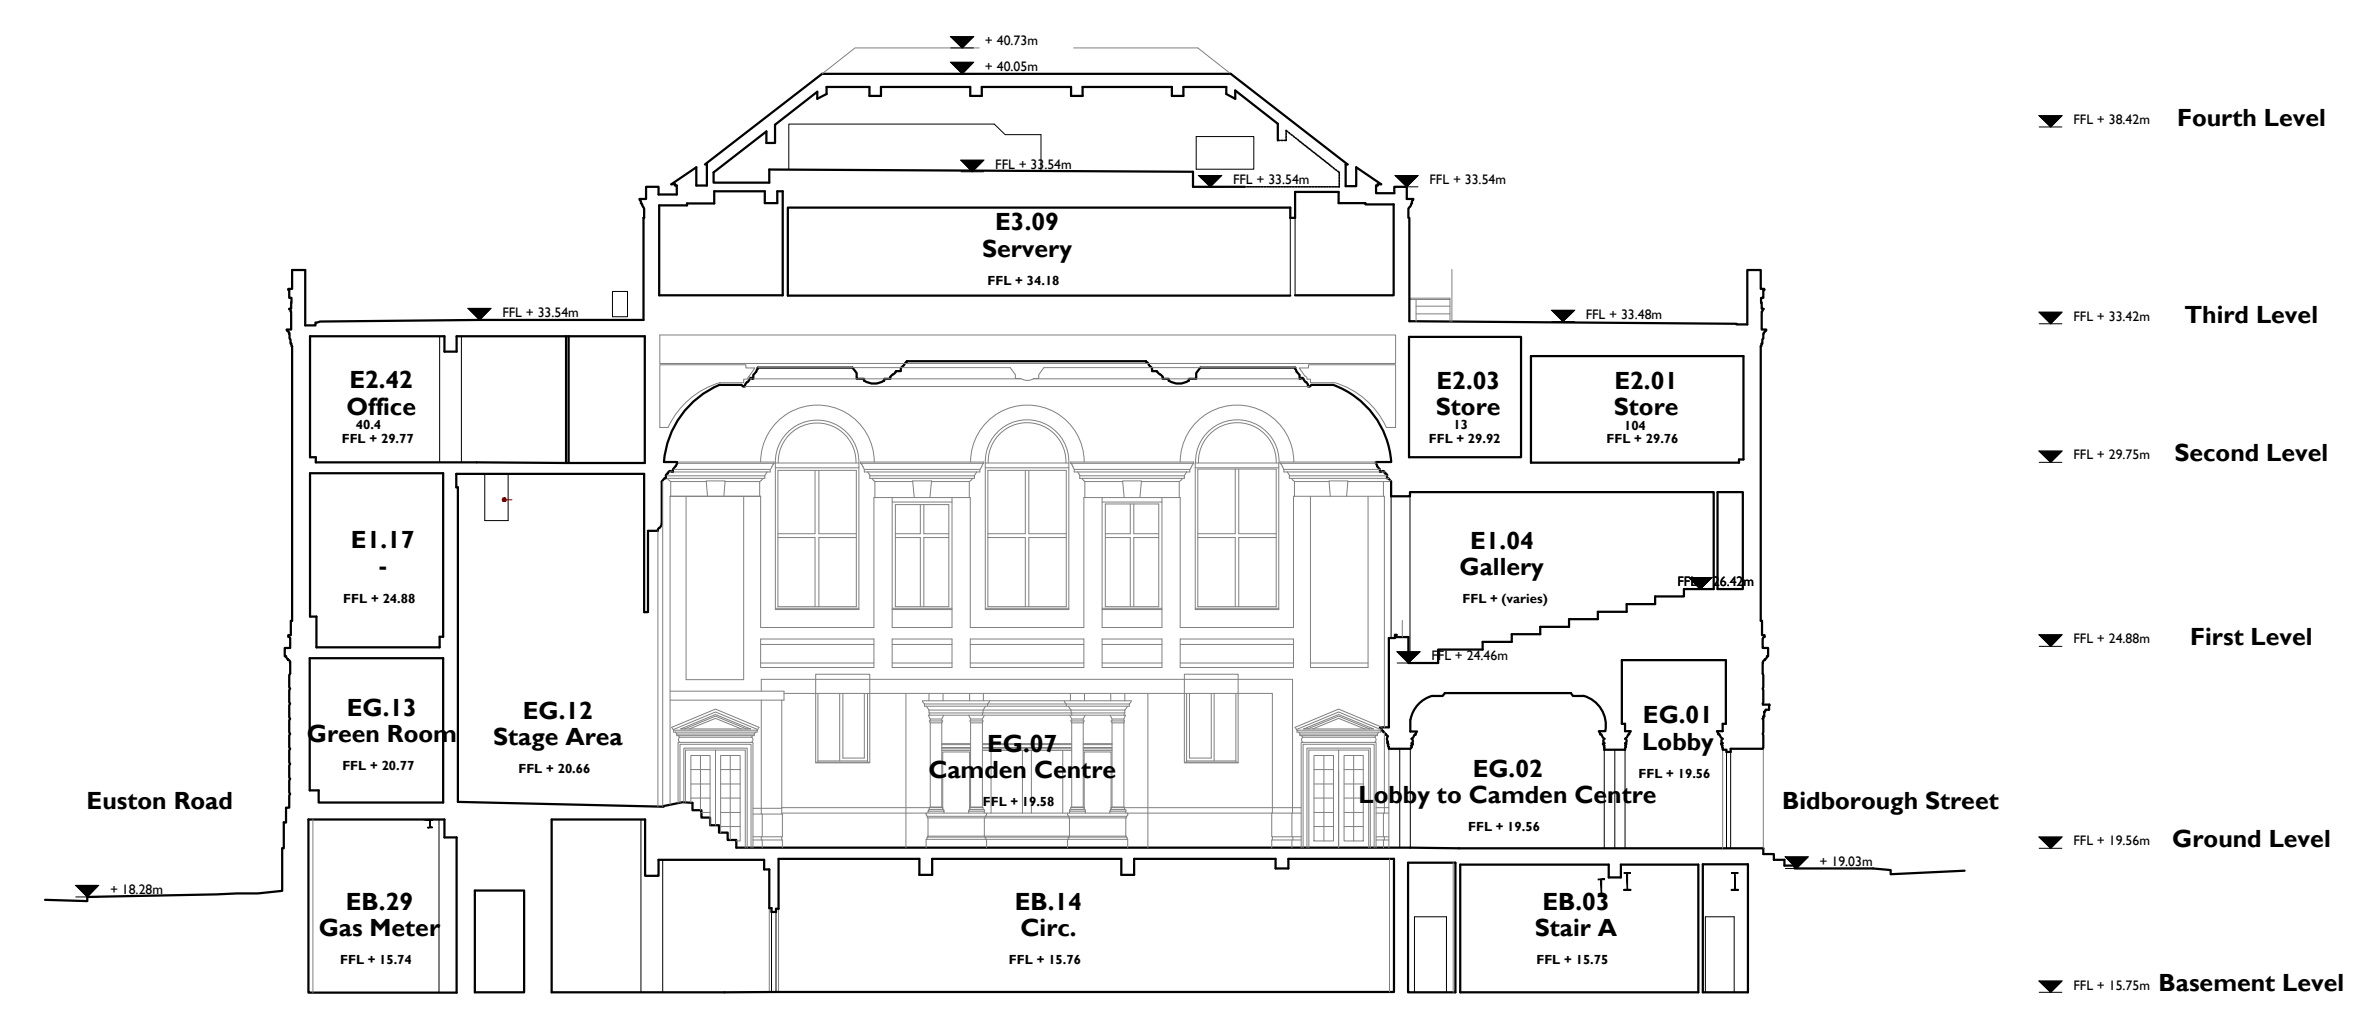 + 40.73m
+ 40.05m
FFL + 38.42m
Fourth Level
FFL + 33.54m
FFL + 33.54m
FFL + 33.54m
E3.09
Servery
FFL + 34.18
FFL + 33.54m
FFL + 33.48m
FFL + 33.42m
Third Level
E2.42
Office
40.4
FFL + 29.77
E2.03
Store
13
FFL + 29.92
E2.01
Store
104
FFL + 29.76
FFL + 29.75m
Second Level
E1.17
-
FFL + 24.88
E1.04
Gallery
FFL + (varies)
FFL + 26.42m
FFL + 24.46m
FFL + 24.88m
First Level
EG.13
Green Room
FFL + 20.77
EG.12
Stage Area
FFL + 20.66
EG.07
Camden Centre
FFL + 19.58
EG.02
Lobby to Camden Centre
FFL + 19.56
EG.01
Lobby
FFL + 19.56
Euston Road
Bidborough Street
FFL + 19.56m
Ground Level
+ 18.28m
+ 19.03m
EB.29
Gas Meter
FFL + 15.74
EB.14
Circ.
FFL + 15.76
EB.03
Stair A
FFL + 15.75
FFL + 15.75m
Basement Level